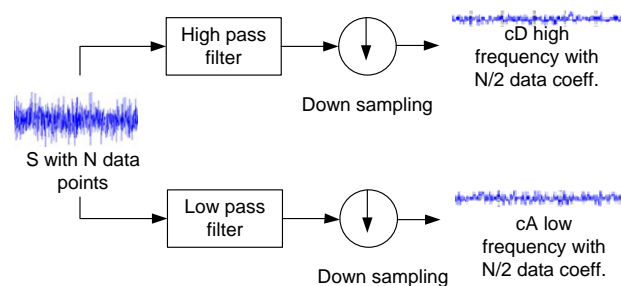 High pass
filter
Down sampling
cD high
frequency with
N/2 data coeff.
S with N data
points
Low pass
filter
Down sampling
cA low
frequency with
N/2 data coeff.